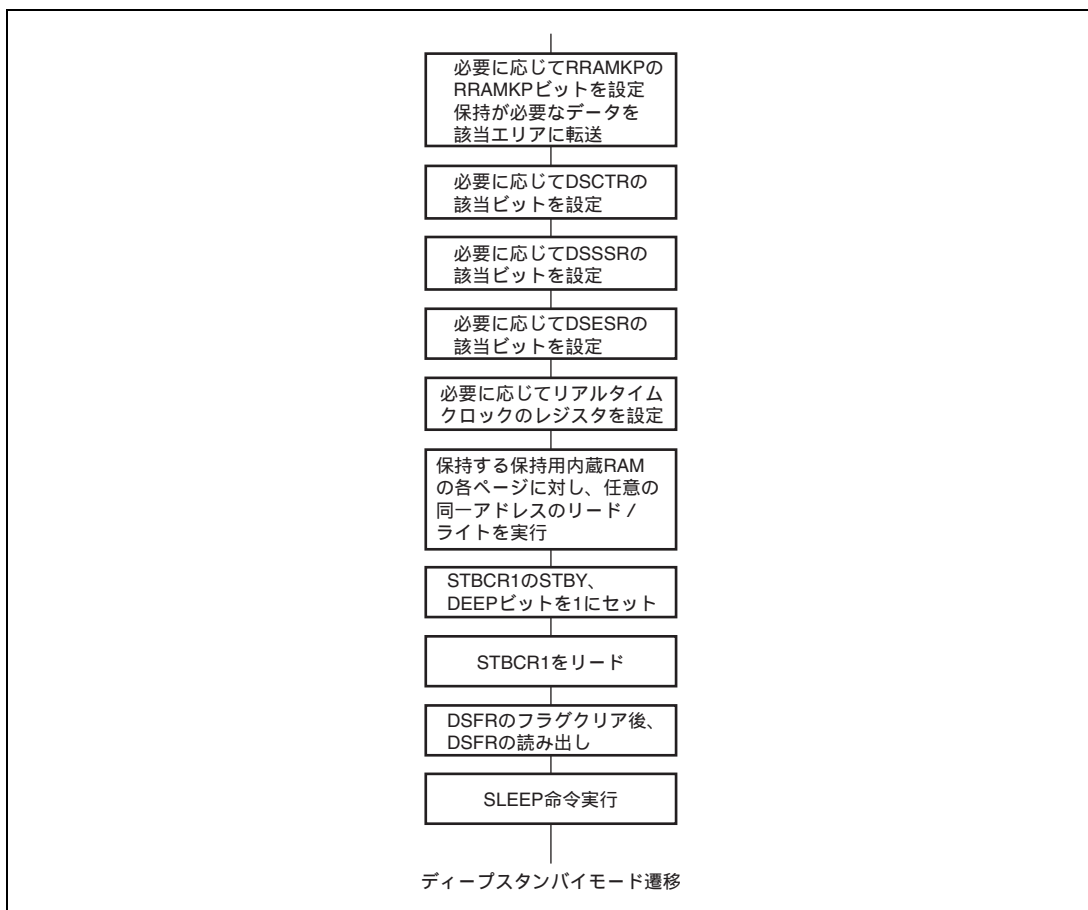 必要に応じてRRAMKPの
RRAMKPビットを設定
保持が必要なデータを
該当エリアに転送
必要に応じてDSCTRの
該当ビットを設定
必要に応じてDSSSRの
該当ビットを設定
必要に応じてDSESRの
該当ビットを設定
必要に応じてリアルタイム
クロックのレジスタを設定
保持する保持用内蔵RAM
の各ページに対し、任意の
同一アドレスのリード /
ライトを実行
STBCR1のSTBY、
DEEPビットを1にセット
STBCR1をリード
DSFRのフラグクリア後、
DSFRの読み出し
SLEEP命令実行
ディープスタンバイモード遷移